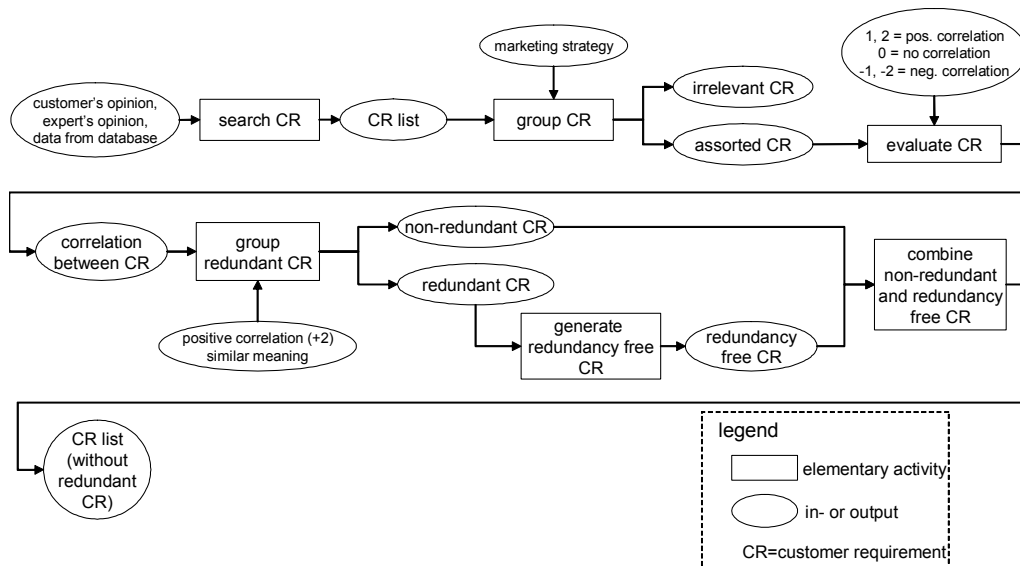 marketing strategy
1, 2 = pos. correlation
0 = no correlation
-1, -2 = neg. correlation
customer's opinion,
expert's opinion,
data from database
search CR
CR list
group CR
irrelevant CR
assorted CR
evaluate CR
correlation
between CR
group
redundant CR
non-redundant CR
redundant CR
positive correlation (+2)
similar meaning
generate
redundancy free
CR
redundancy
free CR
combine
non-redundant
and redundancy
free CR
CR list
(without
redundant
CR)
legend
elementary activity
in- or output
CR=customer requirement